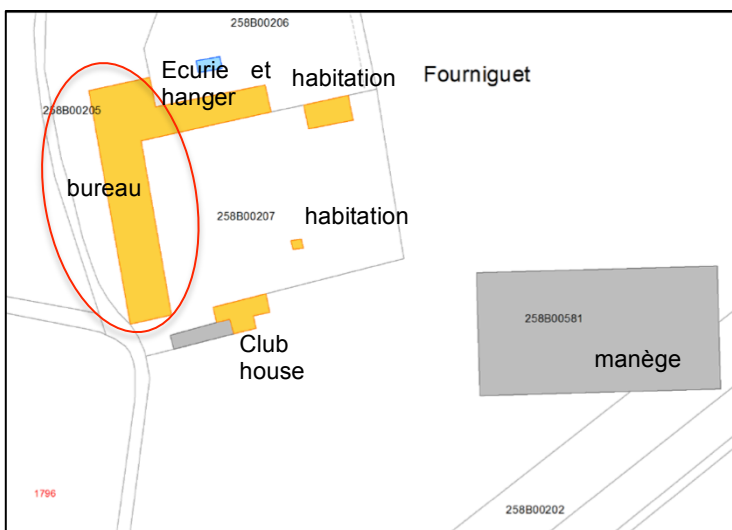 258B00206
Ecurie et
hanger
habitation
Fourniguet
258B00205
bureau
258B00207
habitation
258B00581
manège
Club
house
1796
258B00202